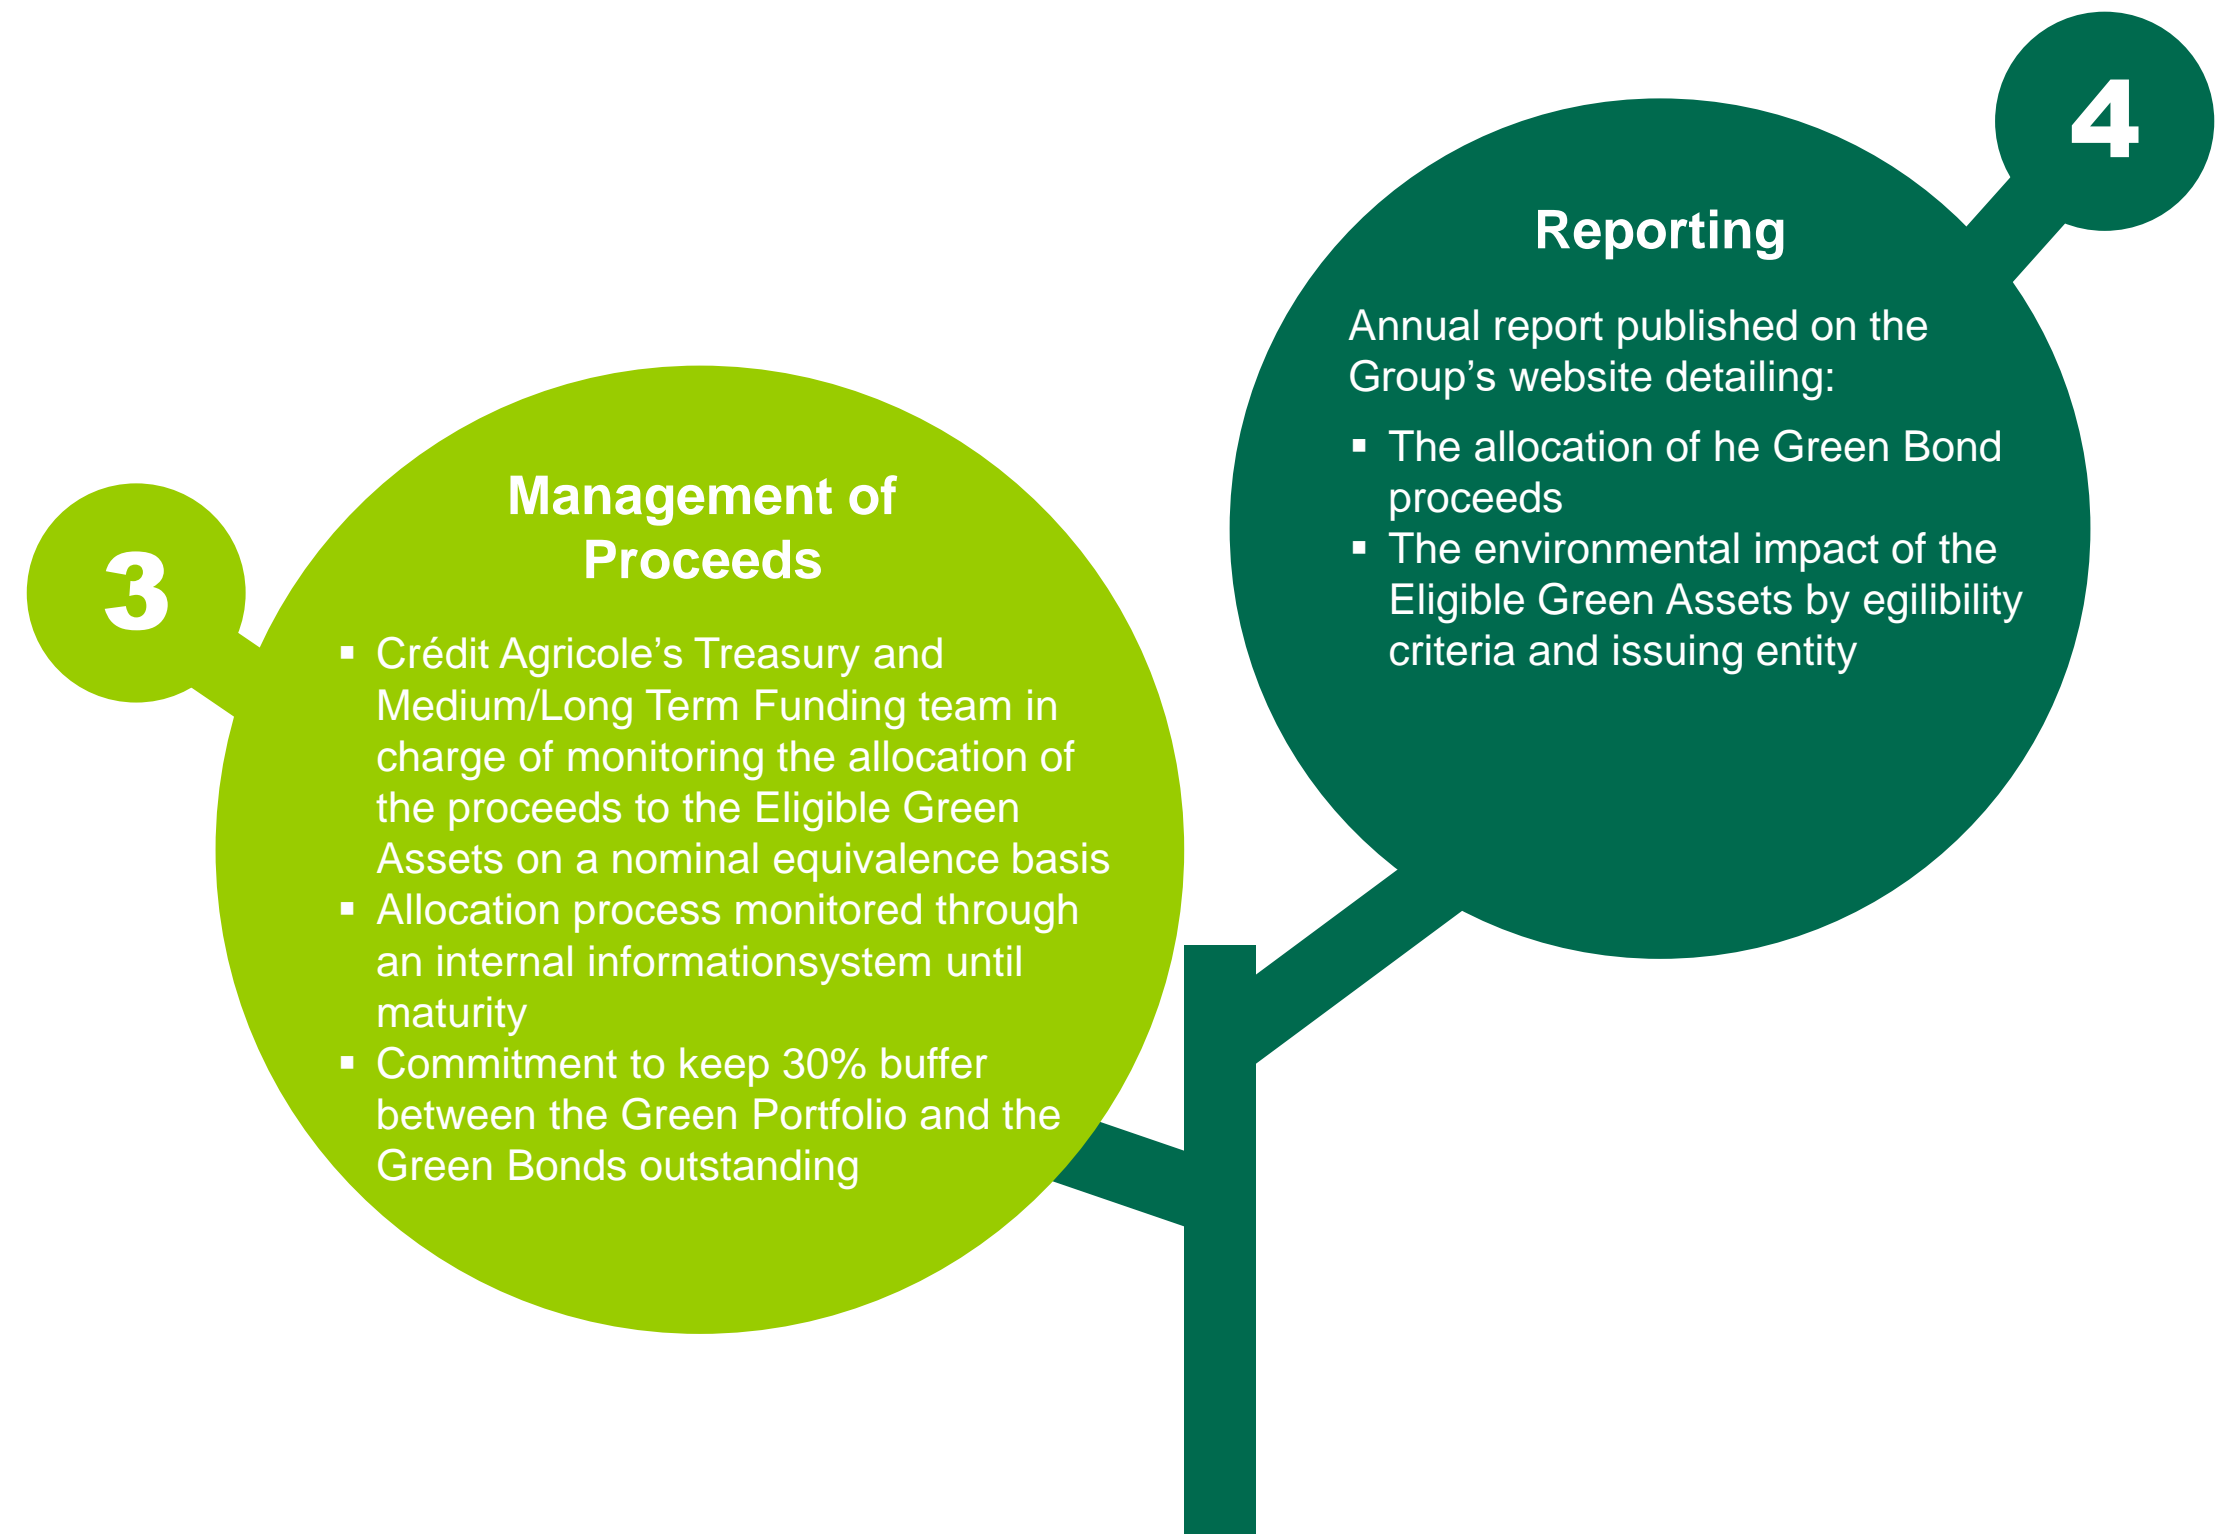 3
Management of
Proceeds
▪ Crédit Agricole’s Treasury and
Medium/Long Term Funding team in
charge of monitoring the allocation of
the proceeds to the Eligible Green
Assets on a nominal equivalence basis
▪ Allocation process monitored through
an internal informationsystem until
maturity
▪ Commitment to keep 30% buffer
between the Green Portfolio and the
Green Bonds outstanding
4
Reporting
Annual report published on the
Group’s website detailing:
▪ The allocation of he Green Bond
proceeds
▪ The environmental impact of the
Eligible Green Assets by egilibility
criteria and issuing entity